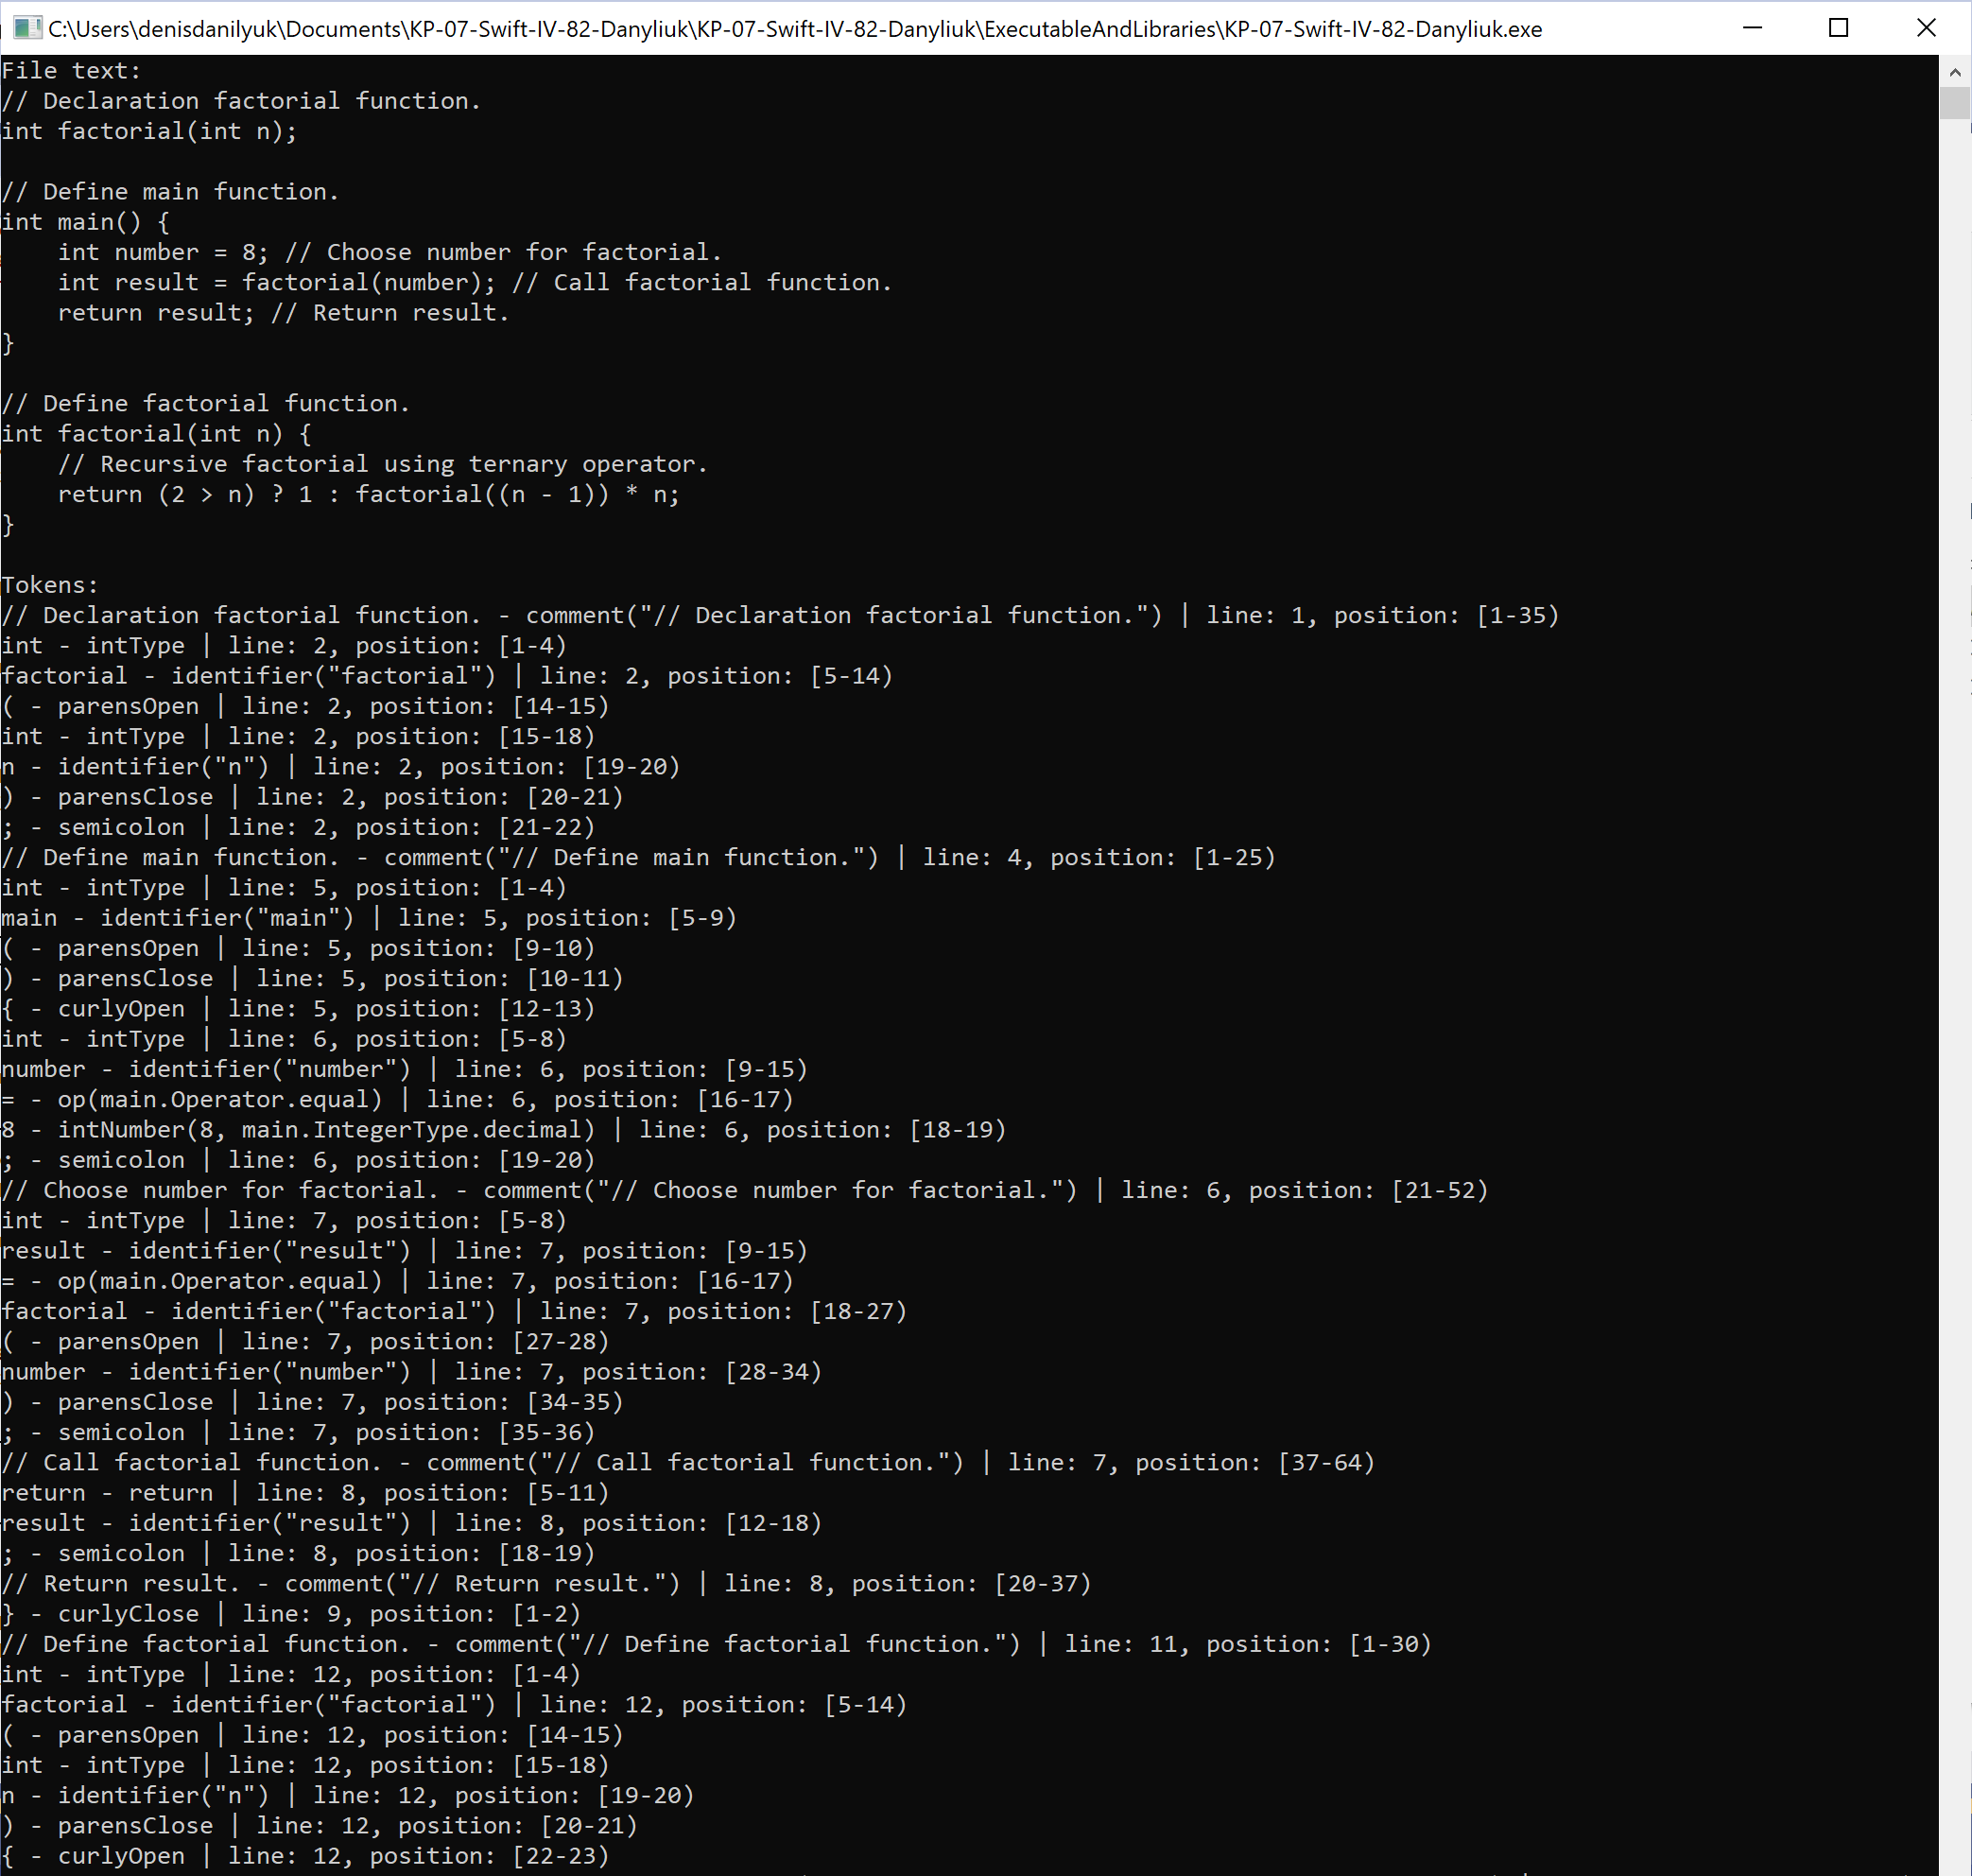 C:\Users\denisdanilyuk\Documents\KP-07-Swift-IV-82-Danyliuk\KP-07-Swift-IV-82-Danyliuk\ExecutableAndLibraries\KP-07-Swift-IV-82-Danyliuk.exe
File text:
// Declaration factorial function.
int factorial(int n);

// Define main function.
int main() {
    int number = 8; // Choose number for factorial.
    int result = factorial(number); // Call factorial function.
    return result; // Return result.
}

// Define factorial function.
int factorial(int n) {
    // Recursive factorial using ternary operator.
    return (2 > n) ? 1 : factorial((n - 1)) * n;
}

Tokens:
// Declaration factorial function. - comment("// Declaration factorial function.") | line: 1, position: [1-35)
int - intType | line: 2, position: [1-4)
factorial - identifier("factorial") | line: 2, position: [5-14)
( - parensOpen | line: 2, position: [14-15)
int - intType | line: 2, position: [15-18)
n - identifier("n") | line: 2, position: [19-20)
) - parensClose | line: 2, position: [20-21)
; - semicolon | line: 2, position: [21-22)
// Define main function. - comment("// Define main function.") | line: 4, position: [1-25)
int - intType | line: 5, position: [1-4)
main - identifier("main") | line: 5, position: [5-9)
( - parensOpen | line: 5, position: [9-10)
) - parensClose | line: 5, position: [10-11)
{ - curlyOpen | line: 5, position: [12-13)
int - intType | line: 6, position: [5-8)
number - identifier("number") | line: 6, position: [9-15)
= - op(main.Operator.equal) | line: 6, position: [16-17)
8 - intNumber(8, main.IntegerType.decimal) | line: 6, position: [18-19)
; - semicolon | line: 6, position: [19-20)
// Choose number for factorial. - comment("// Choose number for factorial.") | line: 6, position: [21-52)
int - intType | line: 7, position: [5-8)
result - identifier("result") | line: 7, position: [9-15)
= - op(main.Operator.equal) | line: 7, position: [16-17)
factorial - identifier("factorial") | line: 7, position: [18-27)
( - parensOpen | line: 7, position: [27-28)
number - identifier("number") | line: 7, position: [28-34)
) - parensClose | line: 7, position: [34-35)
; - semicolon | line: 7, position: [35-36)
// Call factorial function. - comment("// Call factorial function.") | line: 7, position: [37-64)
return - return | line: 8, position: [5-11)
result - identifier("result") | line: 8, position: [12-18)
; - semicolon | line: 8, position: [18-19)
// Return result. - comment("// Return result.") | line: 8, position: [20-37)
} - curlyClose | line: 9, position: [1-2)
// Define factorial function. - comment("// Define factorial function.") | line: 11, position: [1-30)
int - intType | line: 12, position: [1-4)
factorial - identifier("factorial") | line: 12, position: [5-14)
( - parensOpen | line: 12, position: [14-15)
int - intType | line: 12, position: [15-18)
n - identifier("n") | line: 12, position: [19-20)
) - parensClose | line: 12, position: [20-21)
{ - curlyOpen | line: 12, position: [22-23)